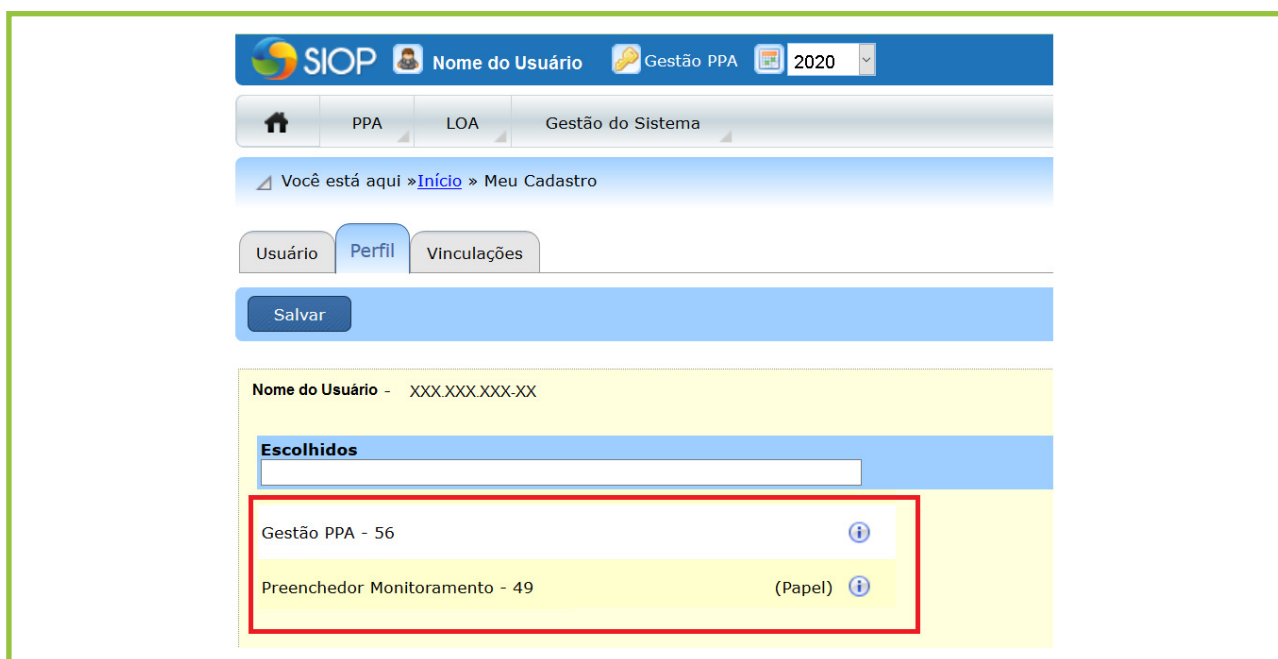 SIOP Nome do Usuário Gestão PPA 2020
PPA LOA Gestão do Sistema
Você está aqui »Início » Meu Cadastro
Usuário Perfil Vinculações
Salvar
Nome do Usuário - XXX.XXX.XXX-XX
Escolhidos
Gestão PPA - 56
Preenchedor Monitoramento - 49 (Papel)